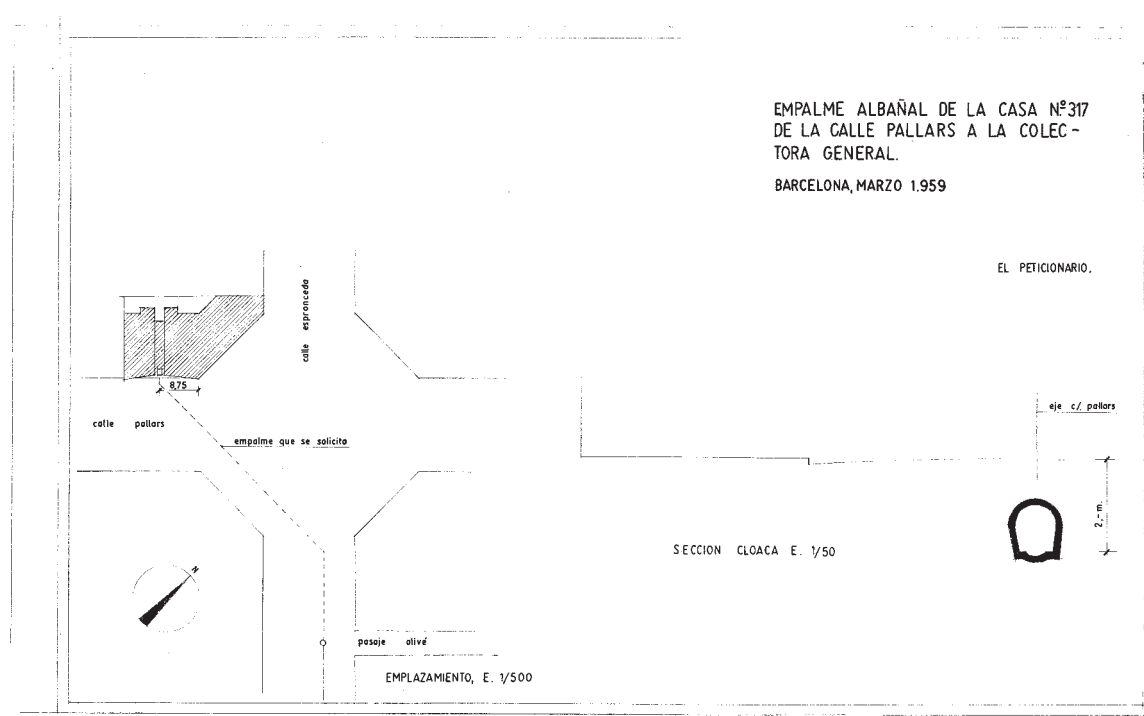 EMPALME ALBAÑAL DE LA CASA Nº317
DE LA CALLE PALLARS A LA COLEC-
TORA GENERAL.
BARCELONA, MARZO 1.959
EL PETICIONARIO.
calle espronceda
8,75
calle pallars
empalme que se solicita
eje c/ pallars
2,-m.
SECCION CLOACA E. 1/50
N
pasaje olivé
EMPLAZAMIENTO, E. 1/500